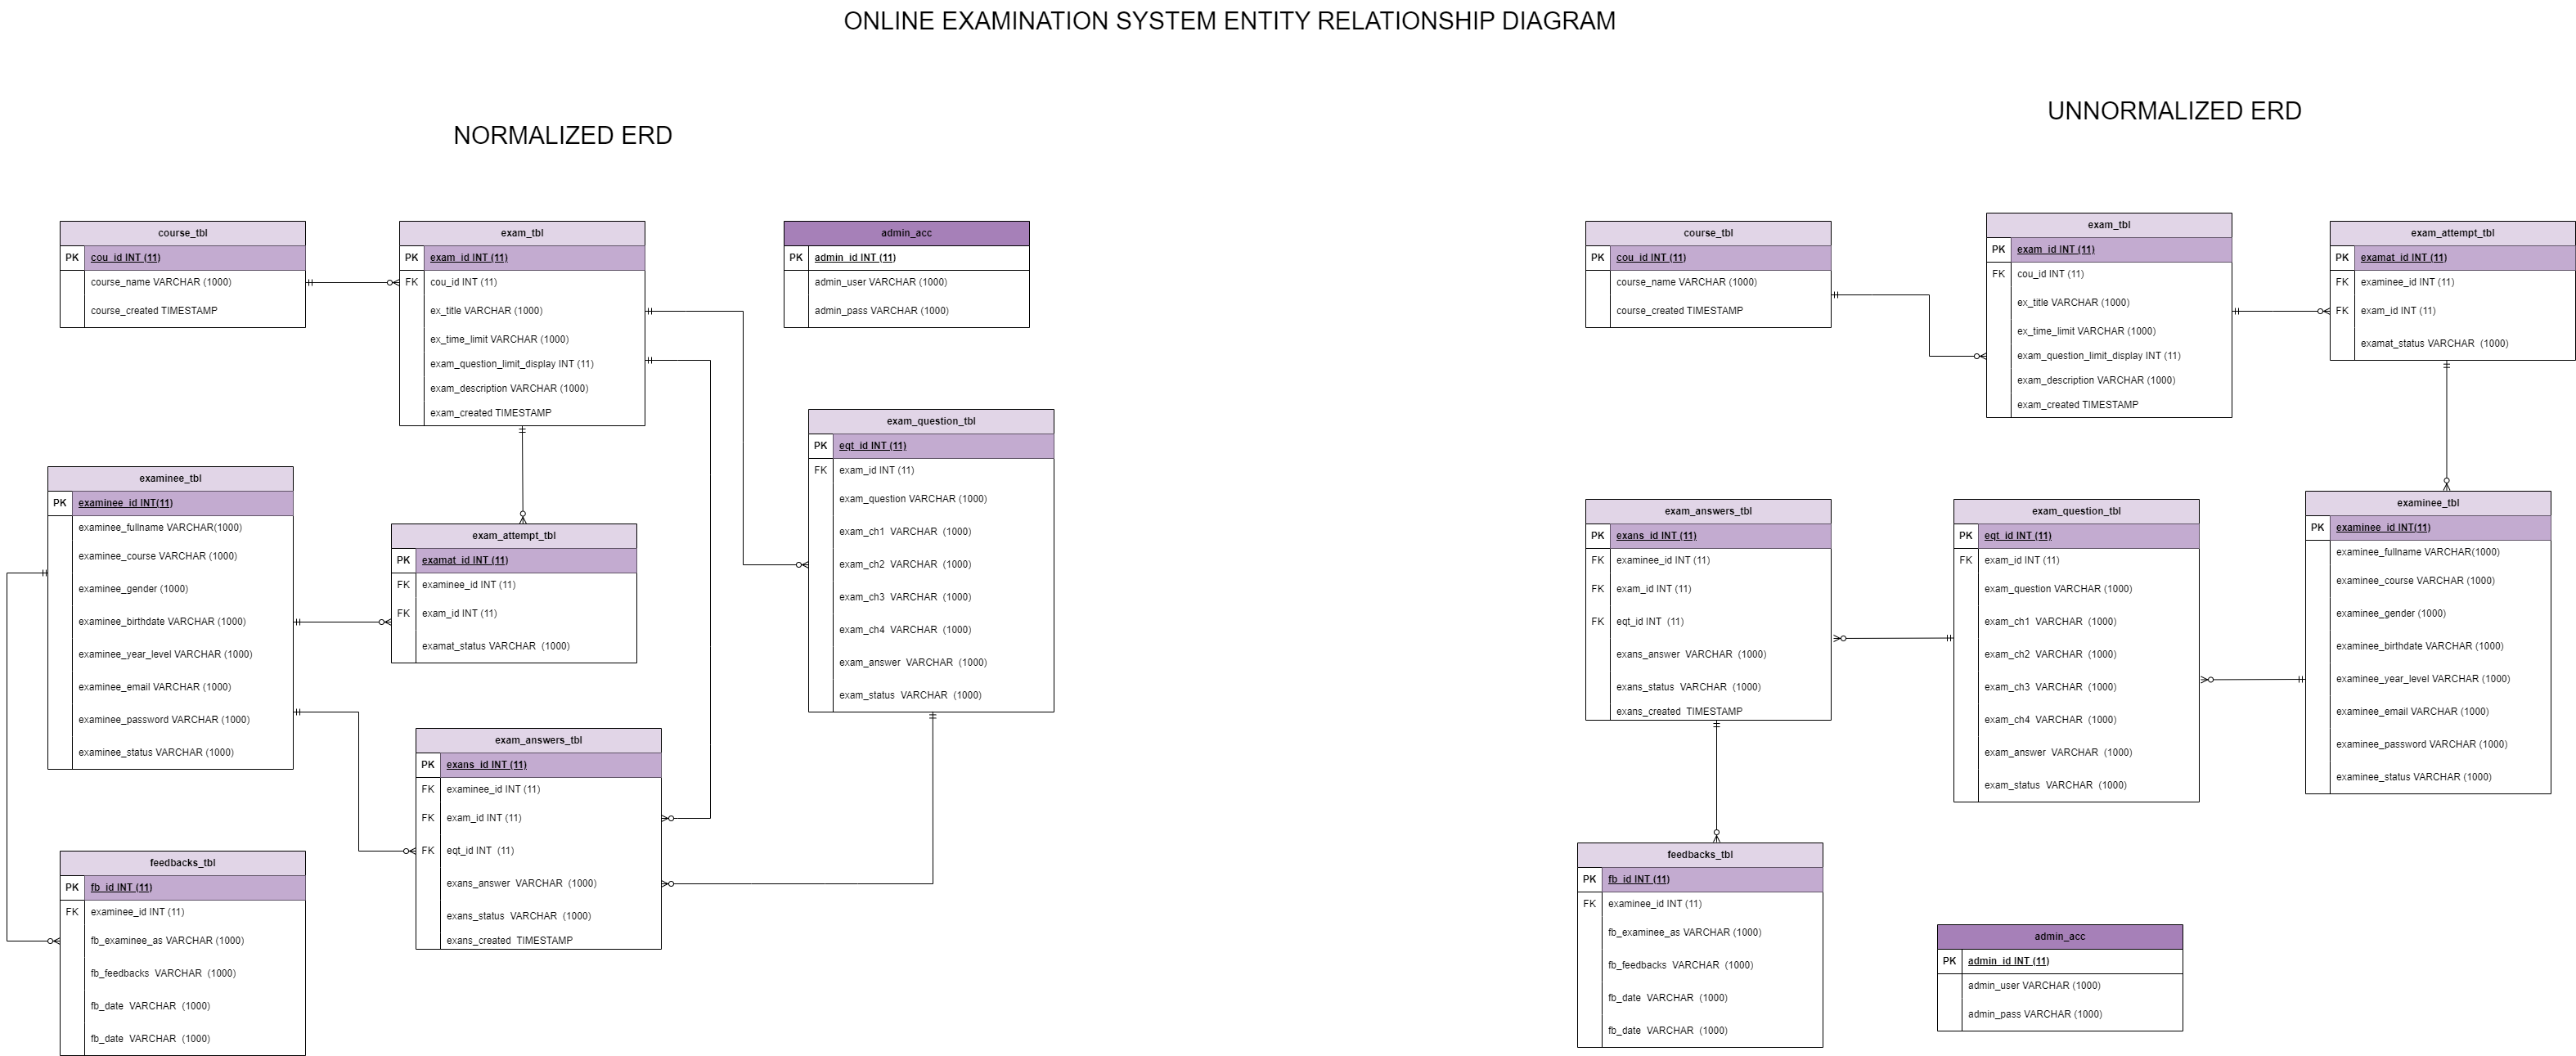 ONLINE EXAMINATION SYSTEM ENTITY RELATIONSHIP DIAGRAM
NORMALIZED ERD
course_tbl
PK cou_id INT (11)
course_name VARCHAR (1000)
course_created TIMESTAMP
exam_tbl
PK exam_id INT (11)
FK cou_id INT (11)
ex_title VARCHAR (1000)
ex_time_limit VARCHAR (1000)
exam_question_limit_display INT (11)
exam_description VARCHAR (1000)
exam_created TIMESTAMP
admin_acc
PK admin_id INT (11)
admin_user VARCHAR (1000)
admin_pass VARCHAR (1000)
exam_question_tbl
PK eqt_id INT (11)
FK exam_id INT (11)
exam_question VARCHAR (1000)
exam_ch1 VARCHAR (1000)
exam_ch2 VARCHAR (1000)
exam_ch3 VARCHAR (1000)
exam_ch4 VARCHAR (1000)
exam_answer VARCHAR (1000)
exam_status VARCHAR (1000)
examinee_tbl
PK examinee_id INT(11)
examinee_fullname VARCHAR(1000)
examinee_course VARCHAR (1000)
examinee_gender (1000)
examinee_birthdate VARCHAR (1000)
examinee_year_level VARCHAR (1000)
examinee_email VARCHAR (1000)
examinee_password VARCHAR (1000)
examinee_status VARCHAR (1000)
exam_attempt_tbl
PK examat_id INT (11)
FK examinee_id INT (11)
FK exam_id INT (11)
examat_status VARCHAR (1000)
exam_answers_tbl
PK exans_id INT (11)
FK examinee_id INT (11)
FK exam_id INT (11)
FK eqt_id INT (11)
exans_answer VARCHAR (1000)
exans_status VARCHAR (1000)
exans_created TIMESTAMP
feedbacks_tbl
PK fb_id INT (11)
FK examinee_id INT (11)
fb_examinee_as VARCHAR (1000)
fb_feedbacks VARCHAR (1000)
fb_date VARCHAR (1000)
fb_date VARCHAR (1000)
UNNORMALIZED ERD
course_tbl
PK cou_id INT (11)
course_name VARCHAR (1000)
course_created TIMESTAMP
exam_tbl
PK exam_id INT (11)
FK cou_id INT (11)
ex_title VARCHAR (1000)
ex_time_limit VARCHAR (1000)
exam_question_limit_display INT (11)
exam_description VARCHAR (1000)
exam_created TIMESTAMP
exam_attempt_tbl
PK examat_id INT (11)
FK examinee_id INT (11)
FK exam_id INT (11)
examat_status VARCHAR (1000)
exam_answers_tbl
PK exans_id INT (11)
FK examinee_id INT (11)
FK exam_id INT (11)
FK eqt_id INT (11)
exans_answer VARCHAR (1000)
exans_status VARCHAR (1000)
exans_created TIMESTAMP
exam_question_tbl
PK eqt_id INT (11)
FK exam_id INT (11)
exam_question VARCHAR (1000)
exam_ch1 VARCHAR (1000)
exam_ch2 VARCHAR (1000)
exam_ch3 VARCHAR (1000)
exam_ch4 VARCHAR (1000)
exam_answer VARCHAR (1000)
exam_status VARCHAR (1000)
examinee_tbl
PK examinee_id INT(11)
examinee_fullname VARCHAR(1000)
examinee_course VARCHAR (1000)
examinee_gender (1000)
examinee_birthdate VARCHAR (1000)
examinee_year_level VARCHAR (1000)
examinee_email VARCHAR (1000)
examinee_password VARCHAR (1000)
examinee_status VARCHAR (1000)
feedbacks_tbl
PK fb_id INT (11)
FK examinee_id INT (11)
fb_examinee_as VARCHAR (1000)
fb_feedbacks VARCHAR (1000)
fb_date VARCHAR (1000)
fb_date VARCHAR (1000)
admin_acc
PK admin_id INT (11)
admin_user VARCHAR (1000)
admin_pass VARCHAR (1000)